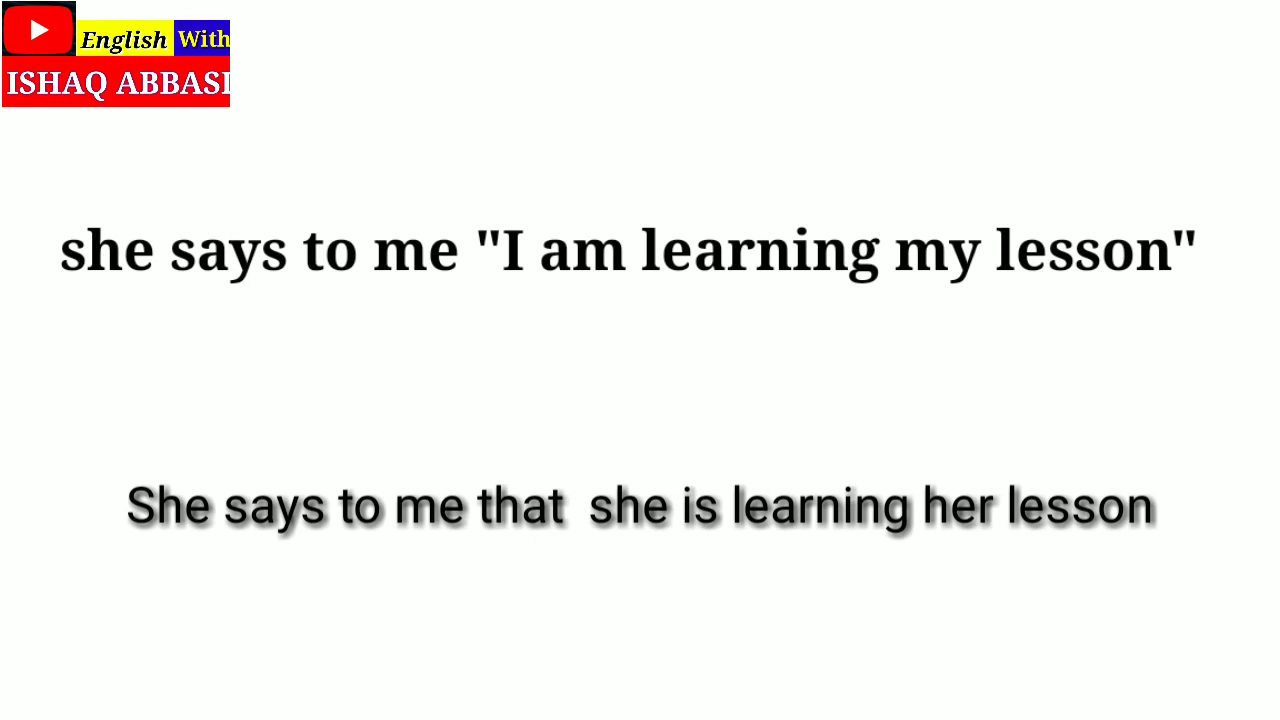 English With
ISHAQ ABBASI
she says to me "I am learning my lesson"
She says to me that she is learning her lesson